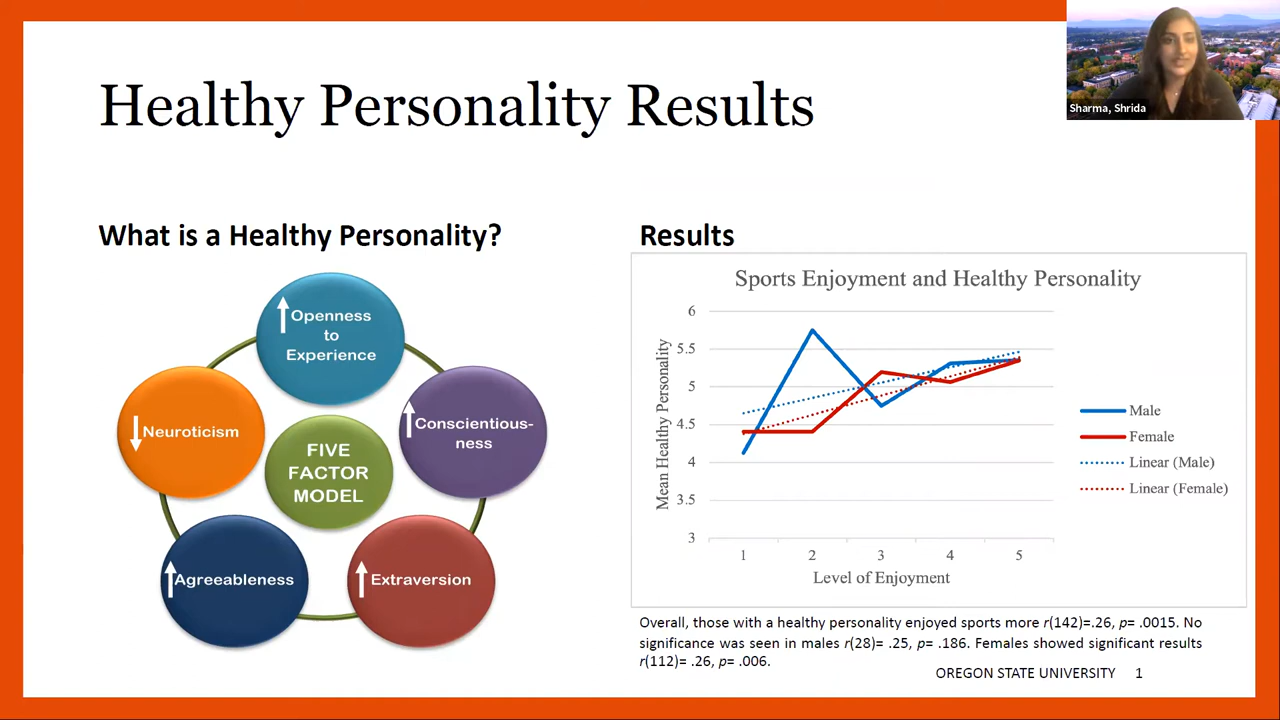 Healthy Personality Results
Sharma, Shrida
What is a Healthy Personality?
Openness
to
Experience
Conscientious-
ness
Neuroticism
FIVE
FACTOR
MODEL
Agreeableness
Extraversion
Results
Sports Enjoyment and Healthy Personality
Mean Healthy Personality
6
5.5
5
4.5
4
3.5
3
1 2 3 4 5
Level of Enjoyment
Male
Female
Linear (Male)
Linear (Female)
Overall, those with a healthy personality enjoyed sports more r(142)=.26, p= .0015. No
significance was seen in males r(28)= .25, p= .186. Females showed significant results
r(112)= .26, p= .006.
OREGON STATE UNIVERSITY 1